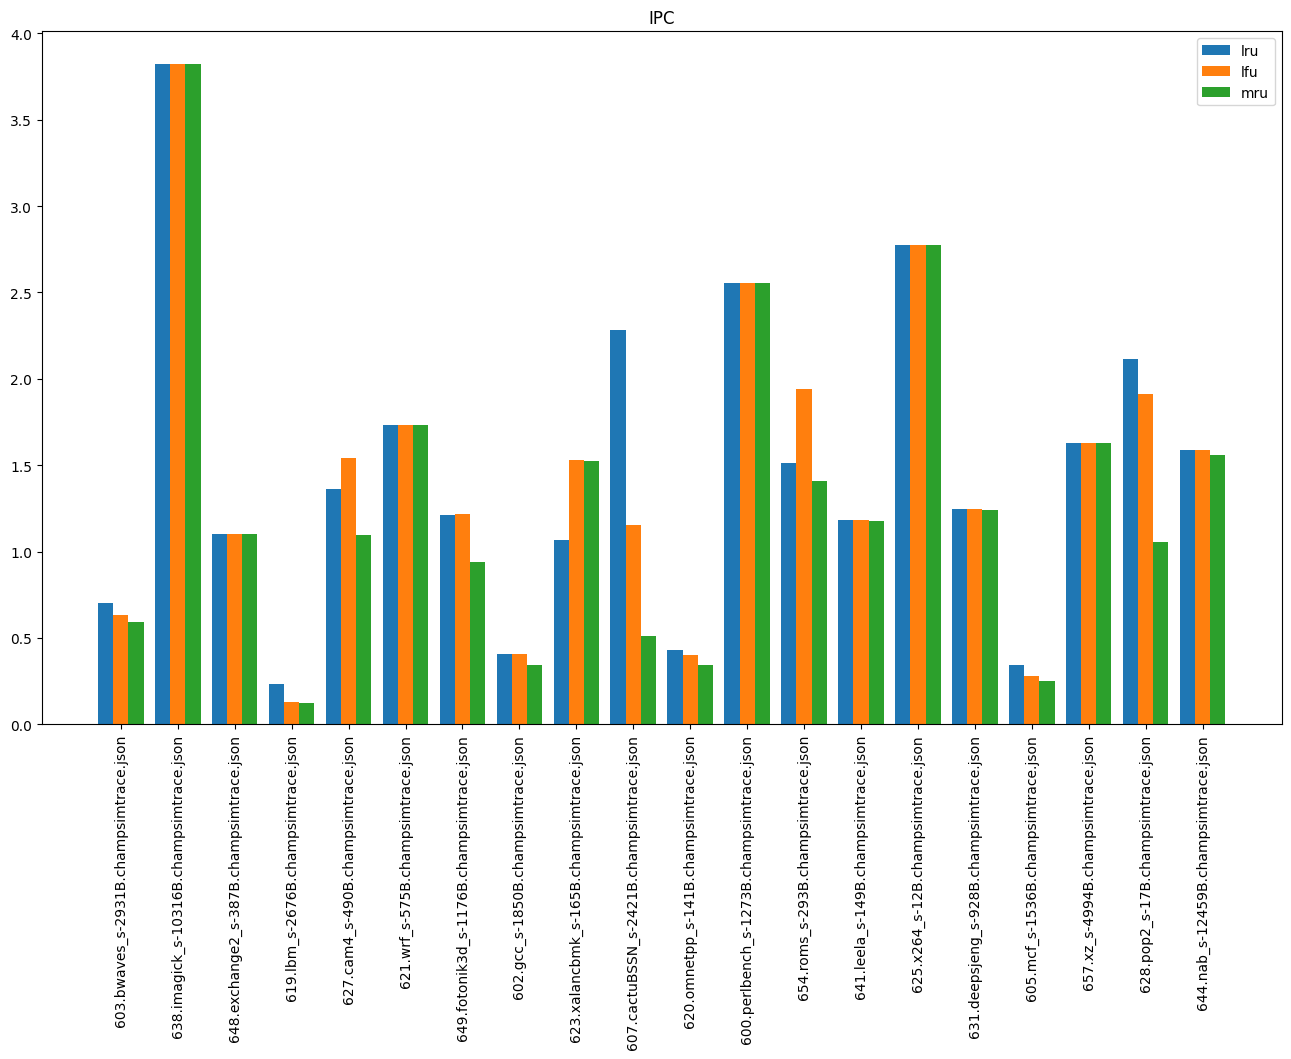 IPC
4.0
3.5
3.0
2.5
2.0
1.5
1.0
0.5
0.0
lru
lfu
mru
603.bwaves_s-2931B.champsimtrace.json
638.imagick_s-10316B.champsimtrace.json
648.exchange2_s-387B.champsimtrace.json
619.lbm_s-2676B.champsimtrace.json
627.cam4_s-490B.champsimtrace.json
621.wrf_s-575B.champsimtrace.json
649.fotonik3d_s-1176B.champsimtrace.json
602.gcc_s-1850B.champsimtrace.json
623.xalancbmk_s-165B.champsimtrace.json
607.cactuBSSN_s-2421B.champsimtrace.json
620.omnetpp_s-141B.champsimtrace.json
600.perlbench_s-1273B.champsimtrace.json
654.roms_s-293B.champsimtrace.json
641.leela_s-149B.champsimtrace.json
625.x264_s-12B.champsimtrace.json
631.deepsjeng_s-928B.champsimtrace.json
605.mcf_s-1536B.champsimtrace.json
657.xz_s-4994B.champsimtrace.json
628.pop2_s-17B.champsimtrace.json
644.nab_s-12459B.champsimtrace.json